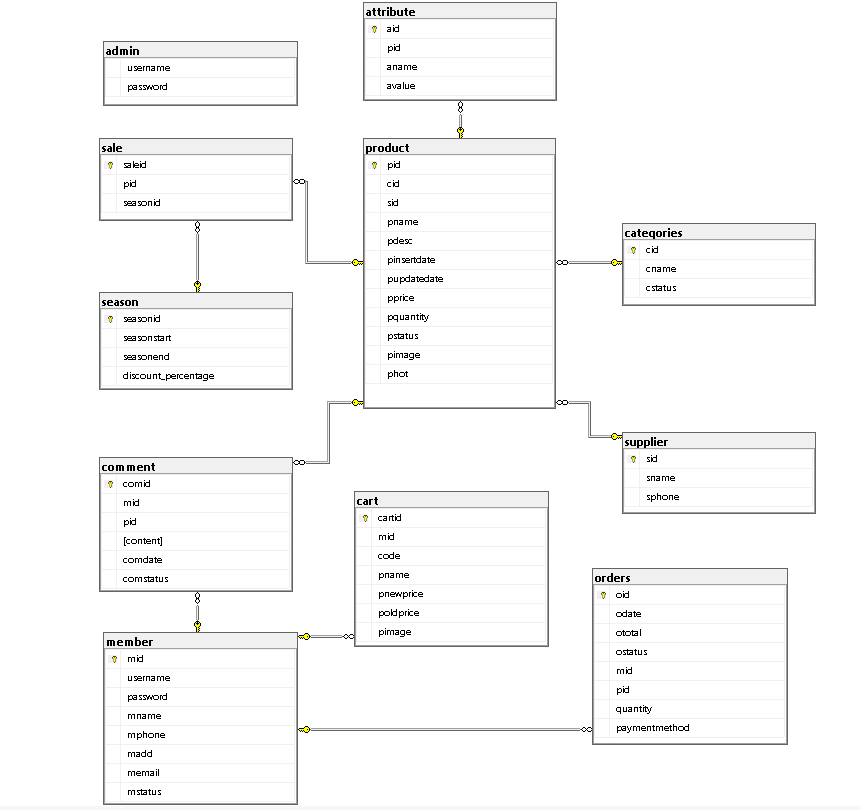 attribute
aid
pid
aname
avalue
admin
username
password
sale
saleid
pid
seasonid
product
pid
cid
sid
pname
pdesc
pinsertdate
pupdatedate
pprice
pquantity
pstatus
pimage
phot
categories
cid
cname
cstatus
season
seasonid
seasonstart
seasonend
discount_percentage
supplier
sid
sname
sphone
comment
comid
mid
pid
[content]
comdate
comstatus
cart
cartid
mid
code
pname
pnewprice
poldprice
pimage
orders
oid
odate
ototal
ostatus
mid
pid
quantity
paymentmethod
member
mid
username
password
mname
mphone
madd
memail
mstatus